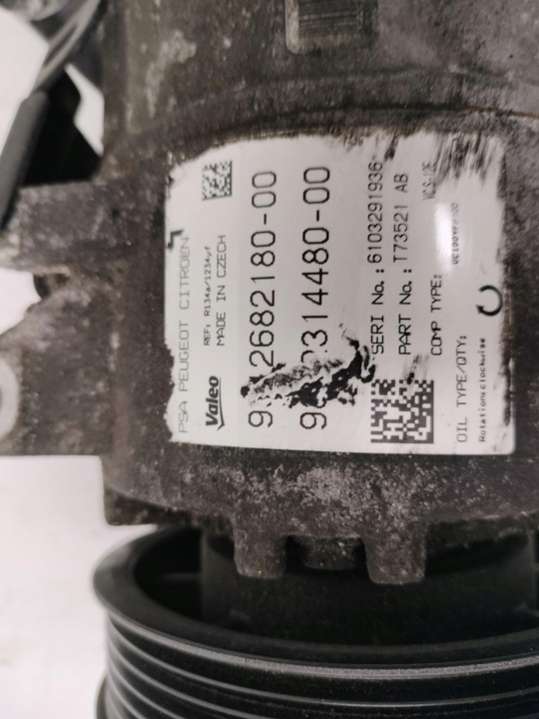 PSA PEUGEOT CITROEN
REF: R134a/1234yf
Valeo MADE IN CZECH
2682180-00
314480-00
SERI No.: 6103291936
PART No.: T73521 AB
COMP TYPE:
OIL TYPE/QTY:
Rotation:clockwise